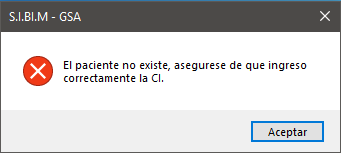 S.I.BI.M - GSA
El paciente no existe, asegurese de que ingreso
correctamente la CI.
Aceptar